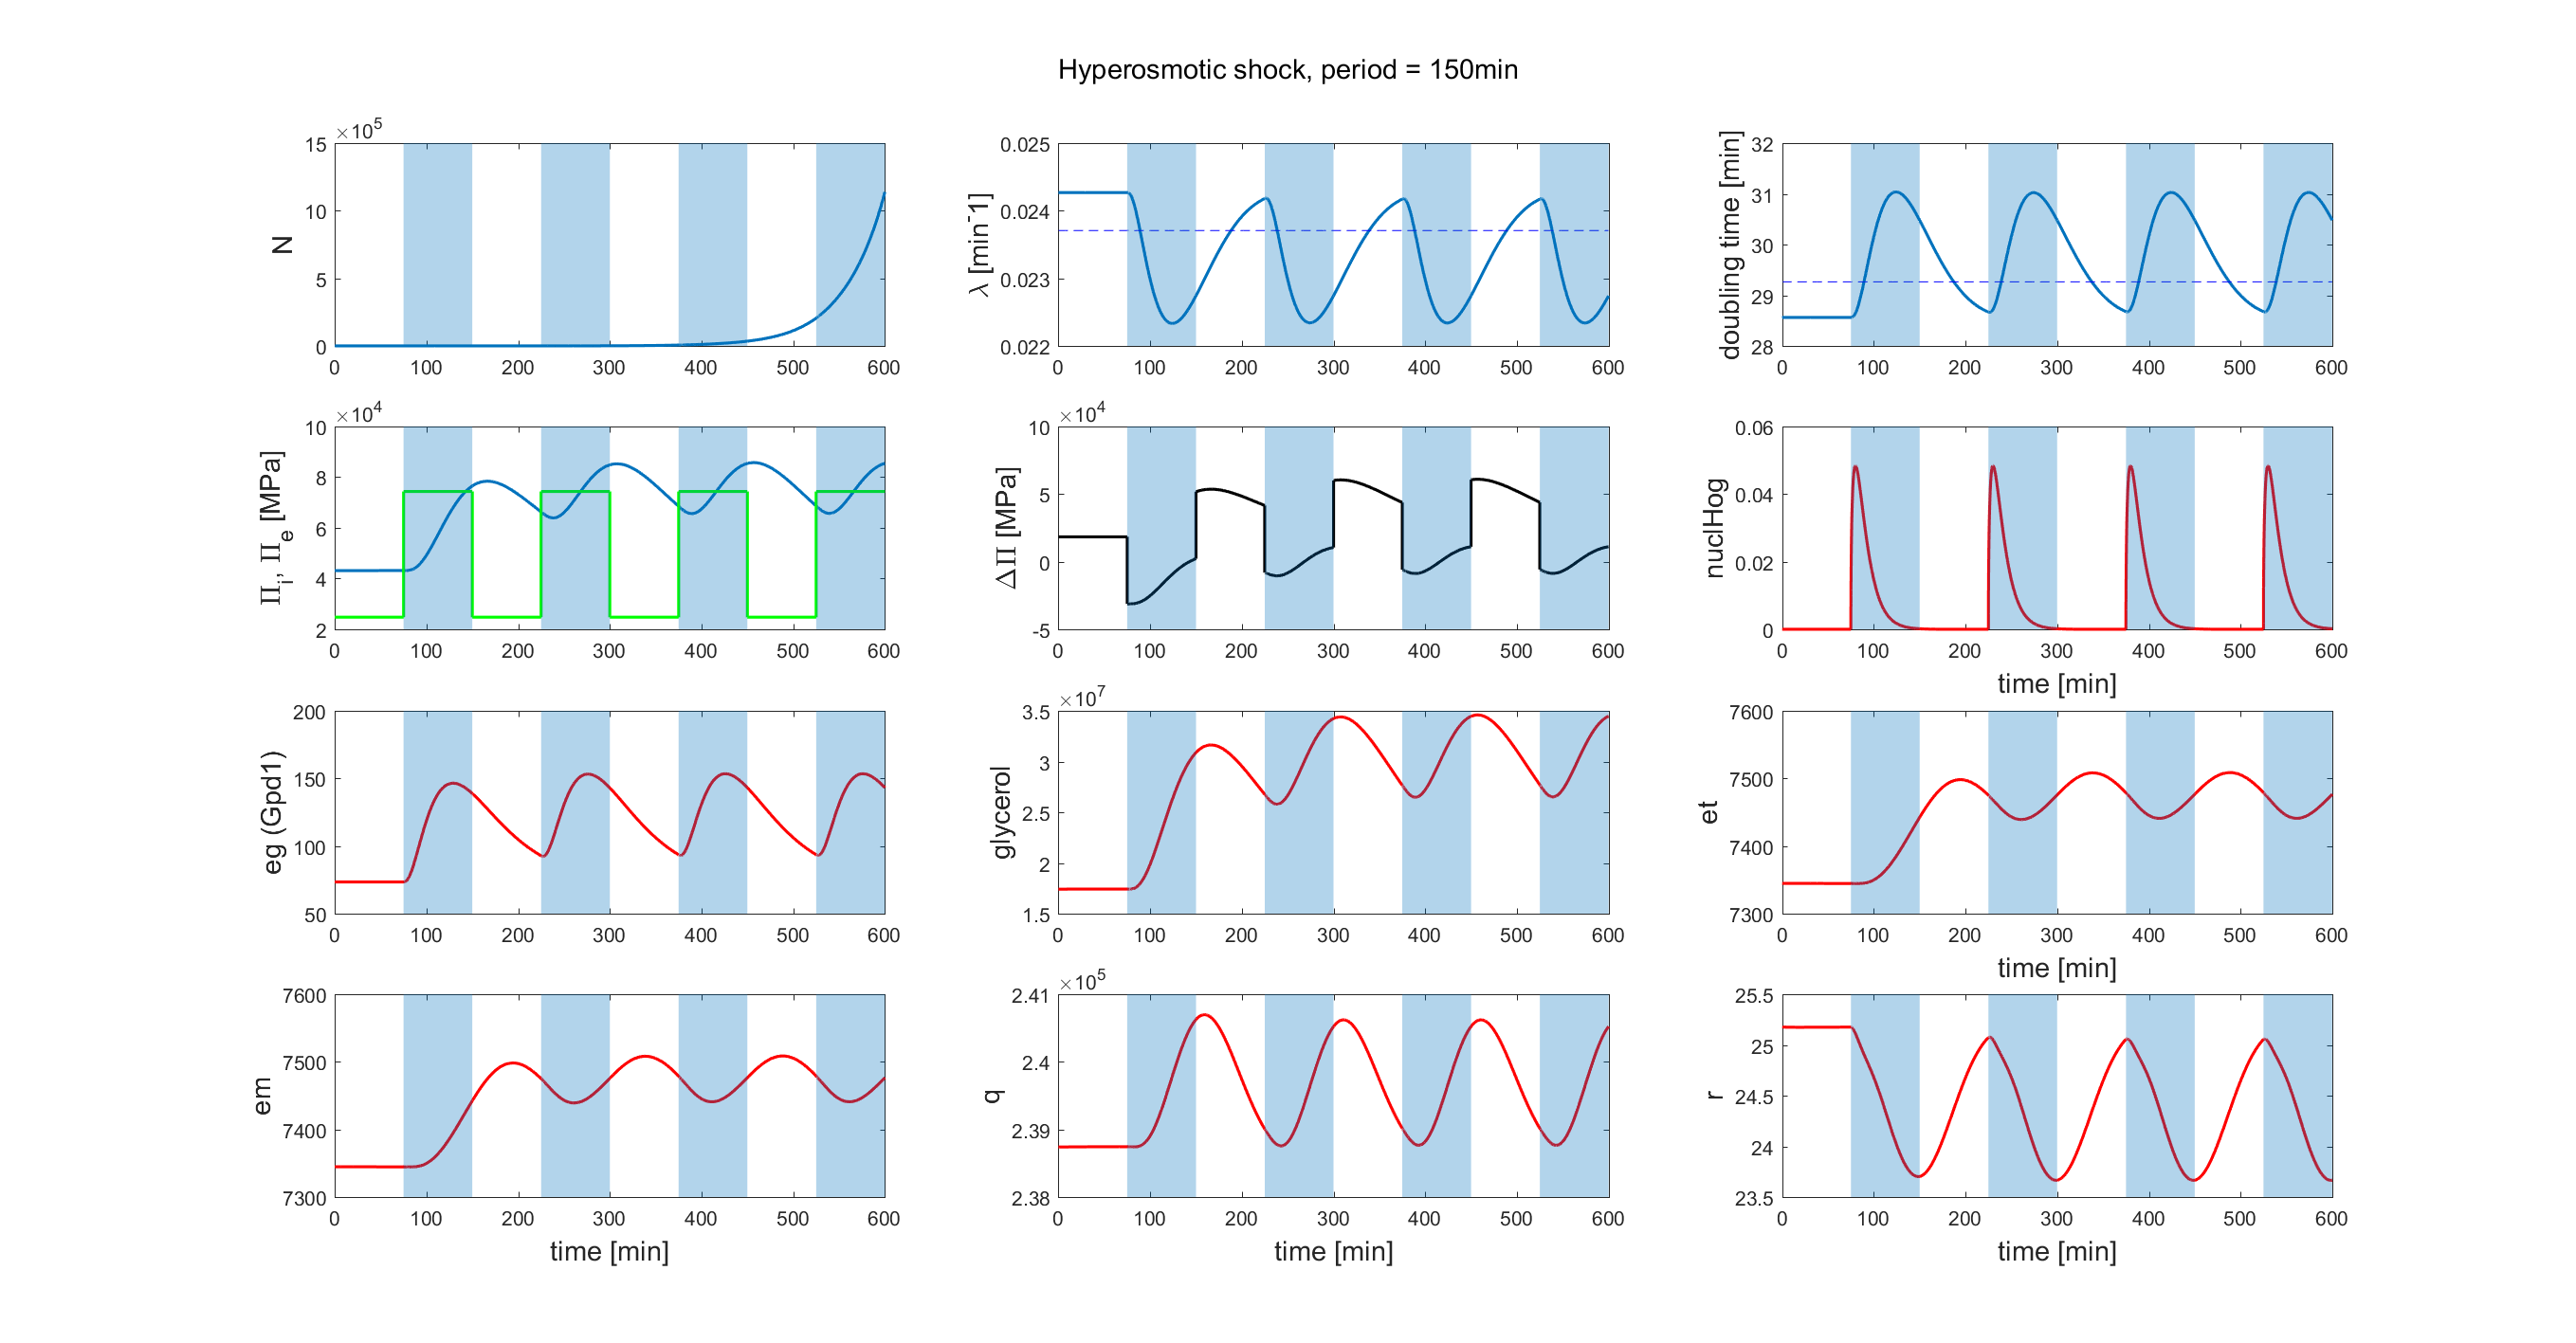 Hyperosmotic shock, period = 150min
×10^5
15
10
5
0
N
0 100 200 300 400 500 600
0.025
0.024
0.023
0.022
λ [min^-1]
0 100 200 300 400 500 600
32
31
30
29
28
doubling time [min]
0 100 200 300 400 500 600
×10^4
10
8
6
4
2
Π_i, Π_e [MPa]
0 100 200 300 400 500 600
×10^4
10
5
0
-5
ΔΠ [MPa]
0 100 200 300 400 500 600
0.06
0.04
0.02
0
nuclHog
0 100 200 300 400 500 600
time [min]
200
150
100
50
eg (Gpd1)
0 100 200 300 400 500 600
×10^7
3.5
3
2.5
2
1.5
glycerol
0 100 200 300 400 500 600
7600
7500
7400
7300
et
0 100 200 300 400 500 600
time [min]
7600
7500
7400
7300
em
0 100 200 300 400 500 600
time [min]
×10^5
2.41
2.4
2.39
2.38
q
0 100 200 300 400 500 600
time [min]
25.5
25
24.5
24
23.5
r
0 100 200 300 400 500 600
time [min]